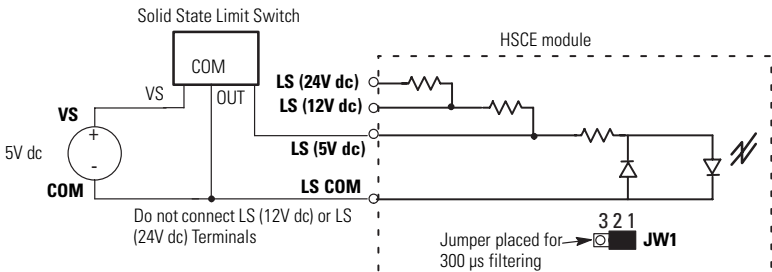 Solid State Limit Switch
HSCE module
COM
LS (24V dc)
VS
OUT
LS (12V dc)
VS
+
5V dc
LS (5V dc)
-
COM
LS COM
Do not connect LS (12V dc) or LS
(24V dc) Terminals
3 2 1
Jumper placed for
JW1
300 µs filtering